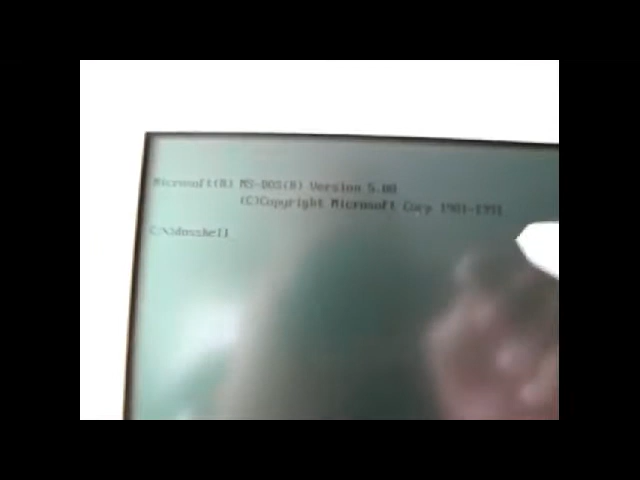 Microsoft(R) MS-DOS(R) Version 5.00
(C)Copyright Microsoft Corp 1981-1991
C:\>dosshell